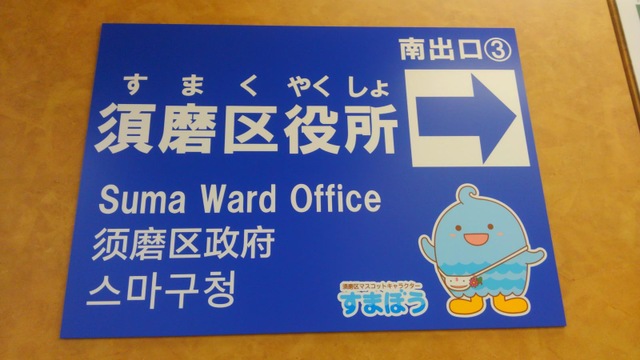 南出口③
すまくやくしょ
須磨区役所
Suma Ward Office
须磨区政府
스마구청
須磨区マスコットキャラクター
すまぼう